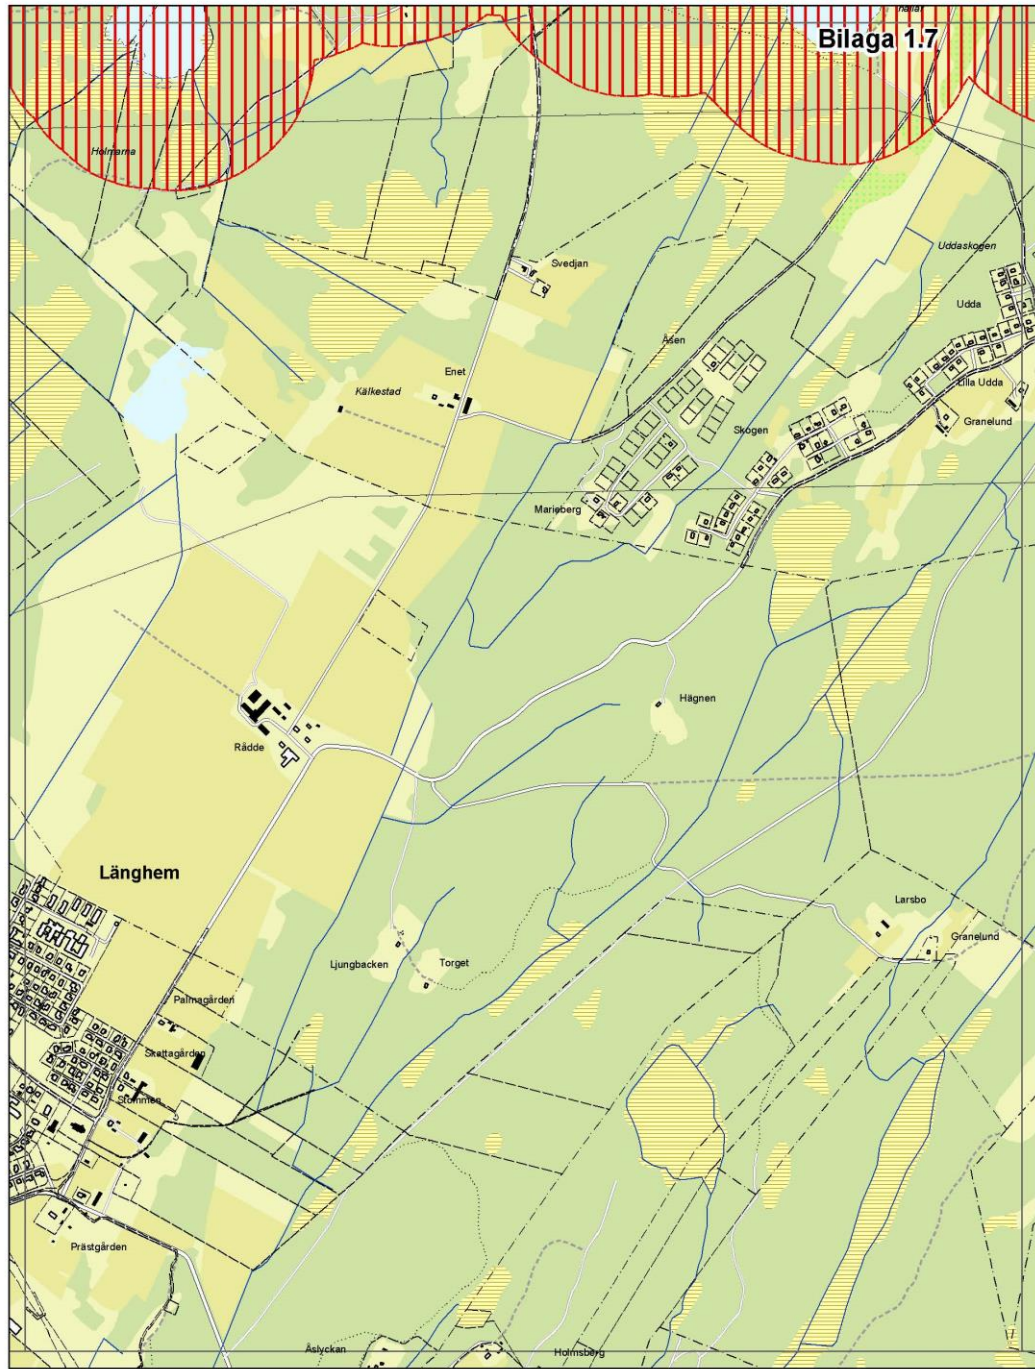 hällar
Bilaga 1.7
Holmarna
Uddaskogen
Svedjan
Udda
Åsen
Enet
Lilla Udda
Kälkestad
Granelund
Skogen
Marieberg
Hägnen
Rådde
Länghem
Larsbo
Granelund
Ljungbacken
Torget
Palmagården
Skattagården
Stommen
Prästgården
Åslyckan
Holmsberg